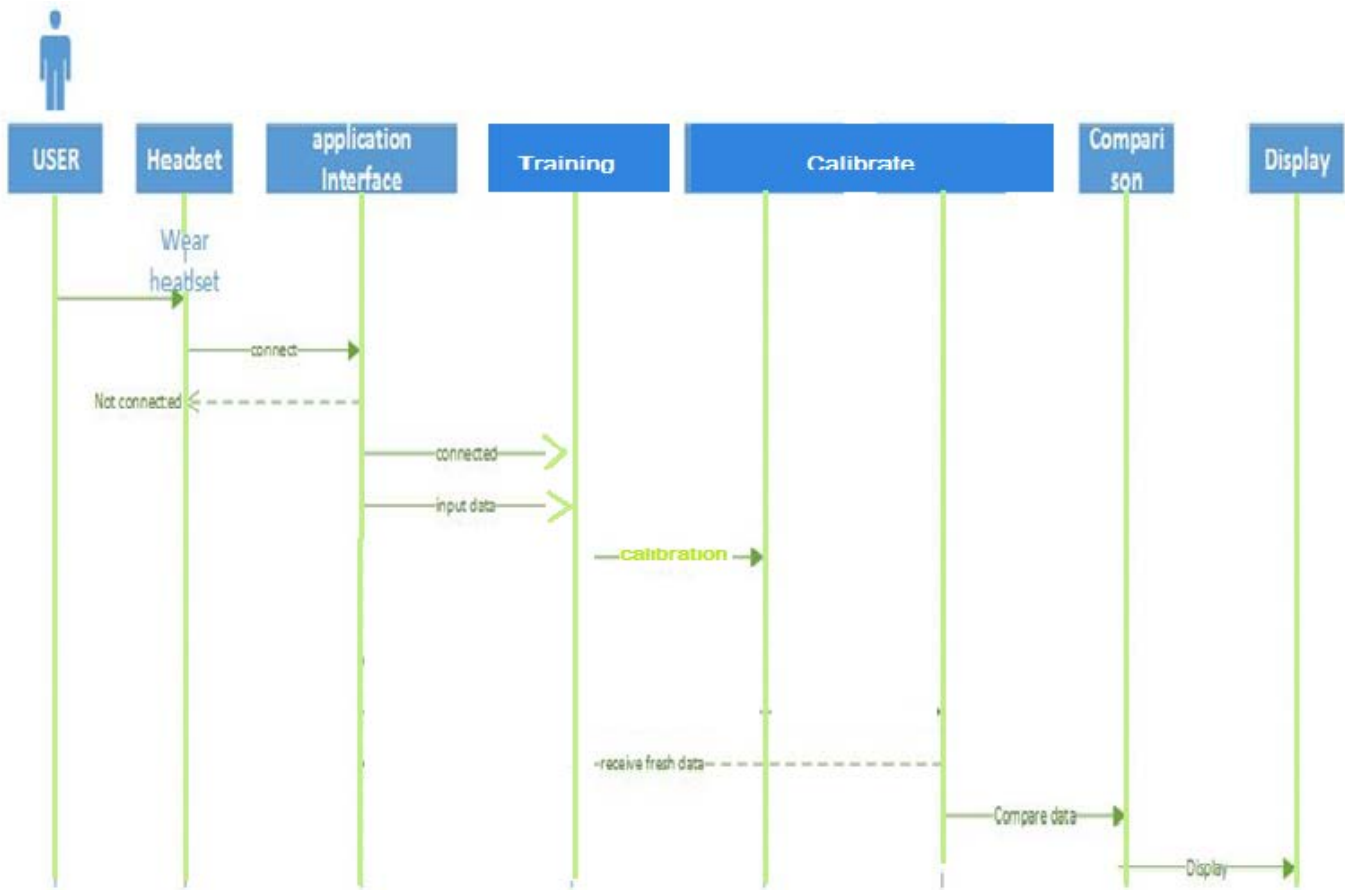 USER
Headset
application
Interface
Training
Calibrate
Compari
son
Display
Wear
headset
connect
Not connected
connected
input data
calibration
receive fresh data
Compare data
Display